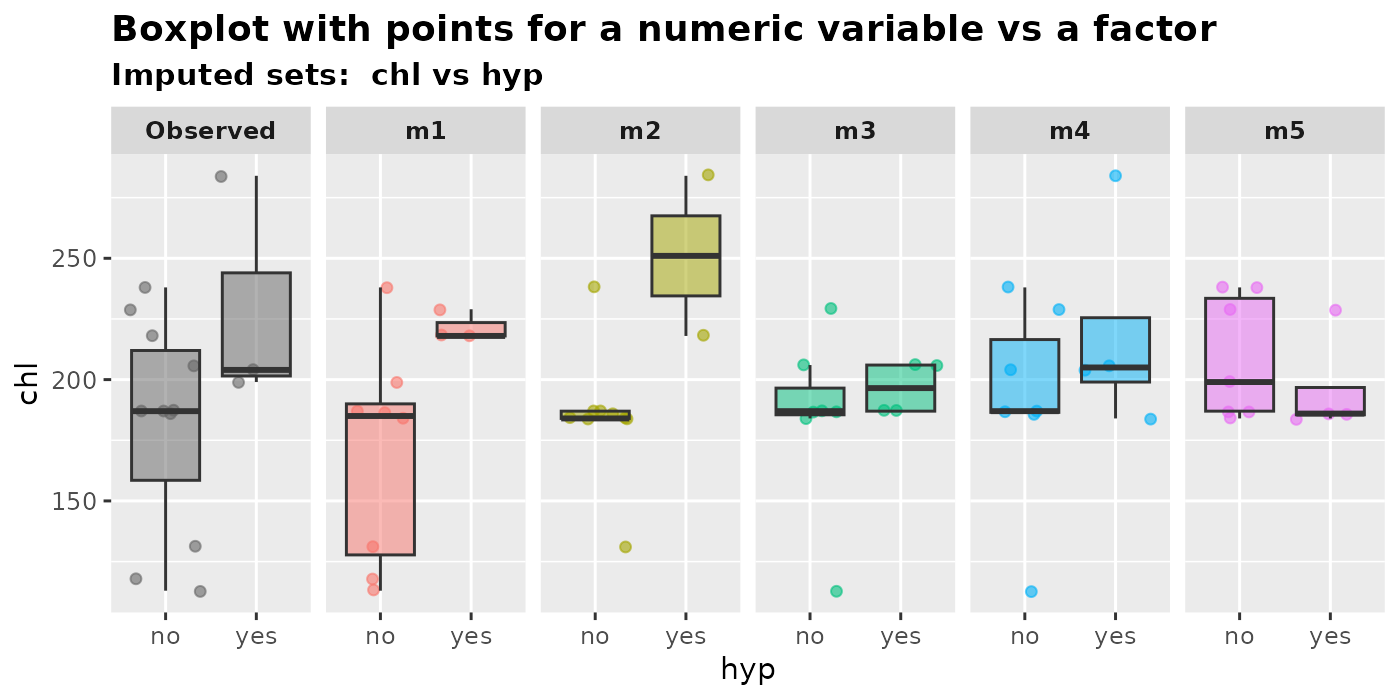 Boxplot with points for a numeric variable vs a factor
Imputed sets:  chl vs hyp
Observed m1 m2 m3 m4 m5
chl
250
200
150
no yes no yes no yes no yes no yes no yes
hyp